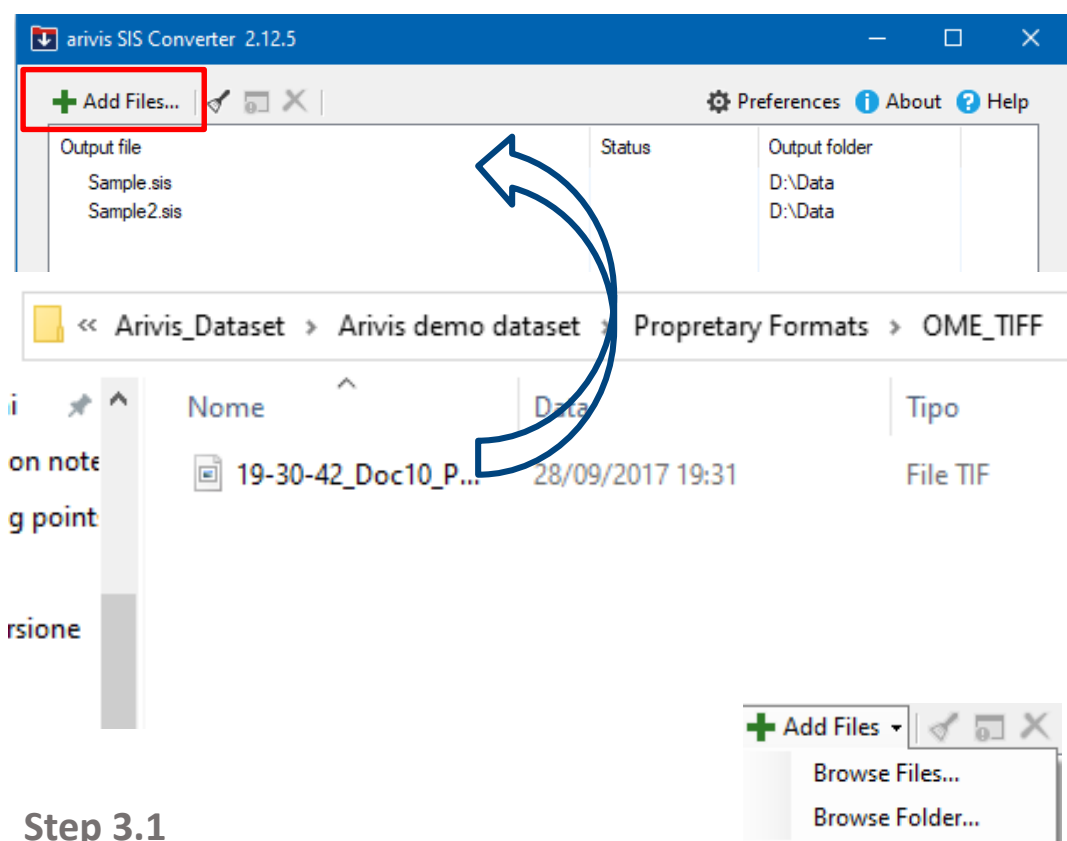 arivis SIS Converter 2.12.5
Add Files... Preferences About Help
Output file Status Output folder
Sample.sis D:\Data
Sample2.sis D:\Data
« Arivis_Dataset > Arivis demo dataset > Propretary Formats > OME_TIFF
Nome Data Tipo
on note 19-30-42_Doc10_P... 28/09/2017 19:31 File TIF
g point
rsione
Add Files
Browse Files...
Browse Folder...
Step 3.1